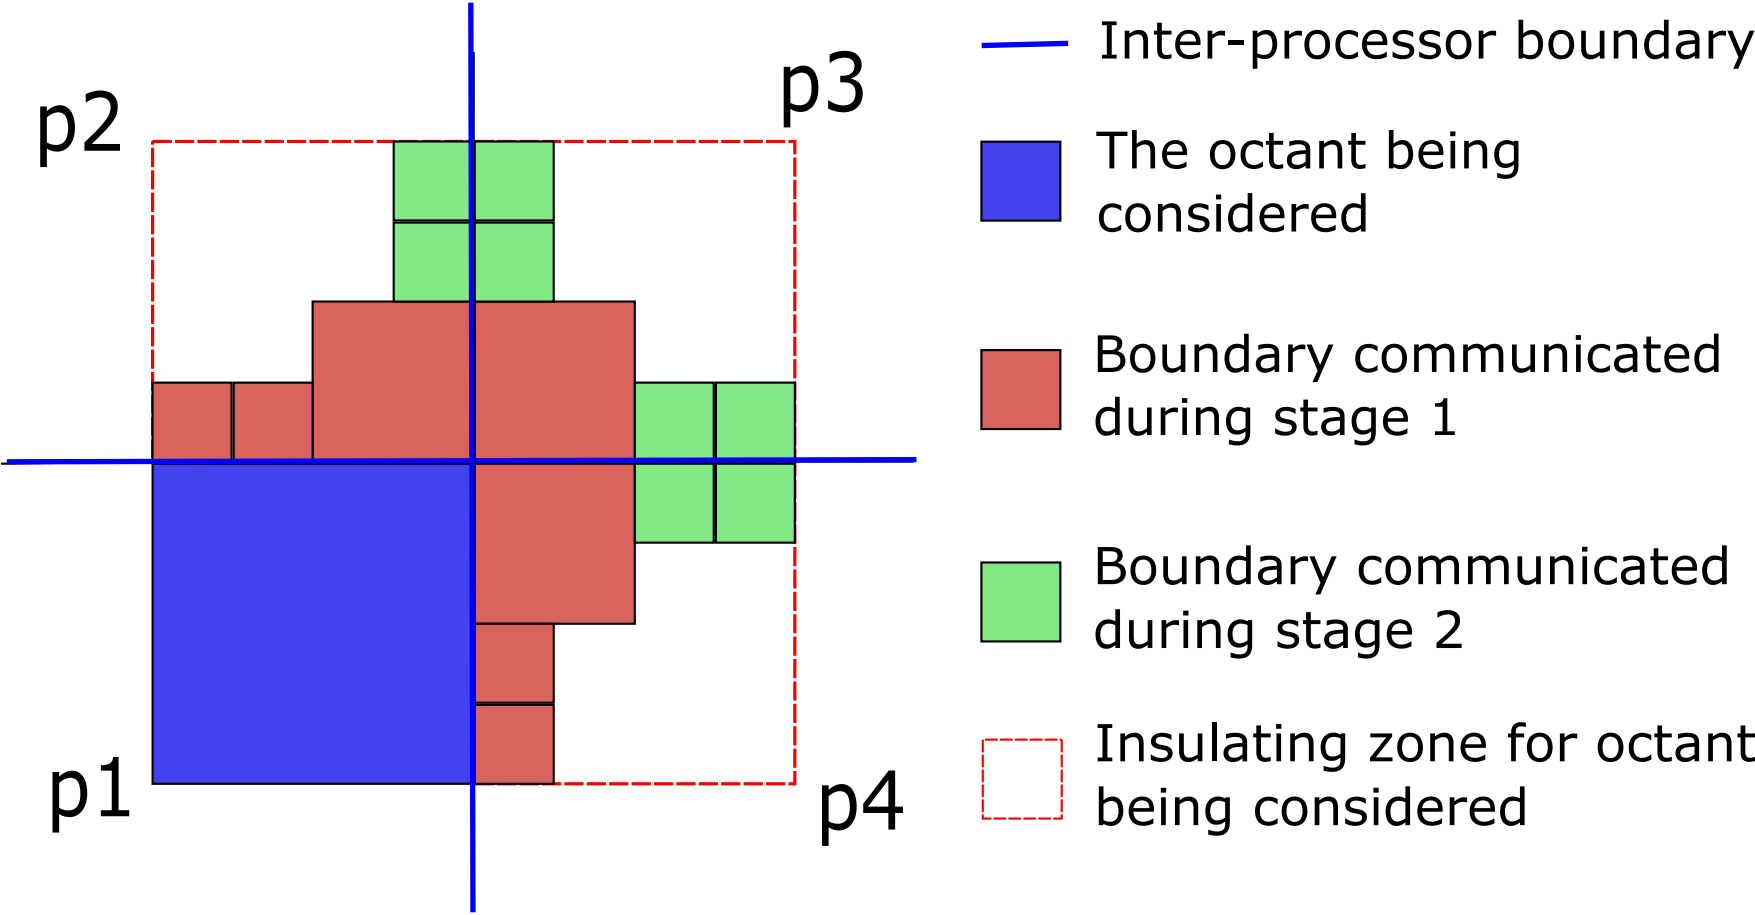 p2
p3
p1
p4
Inter-processor boundary
The octant being
considered
Boundary communicated
during stage 1
Boundary communicated
during stage 2
Insulating zone for octant
being considered